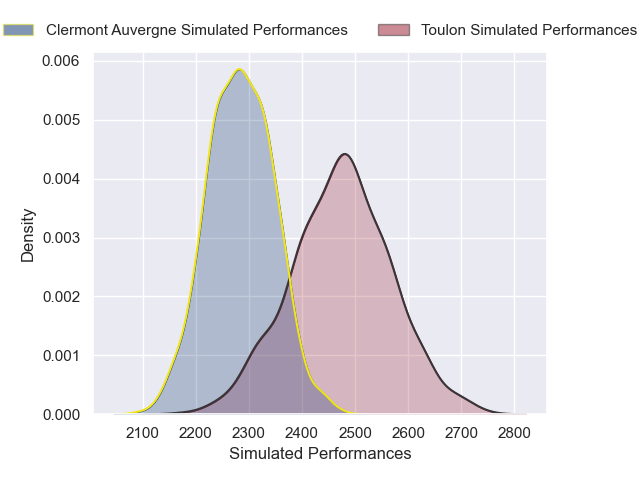 Clermont Auvergne Simulated Performances Toulon Simulated Performances
0.006
0.005
0.004
0.003
0.002
0.001
0.000
Density
2100 2200 2300 2400 2500 2600 2700 2800
Simulated Performances